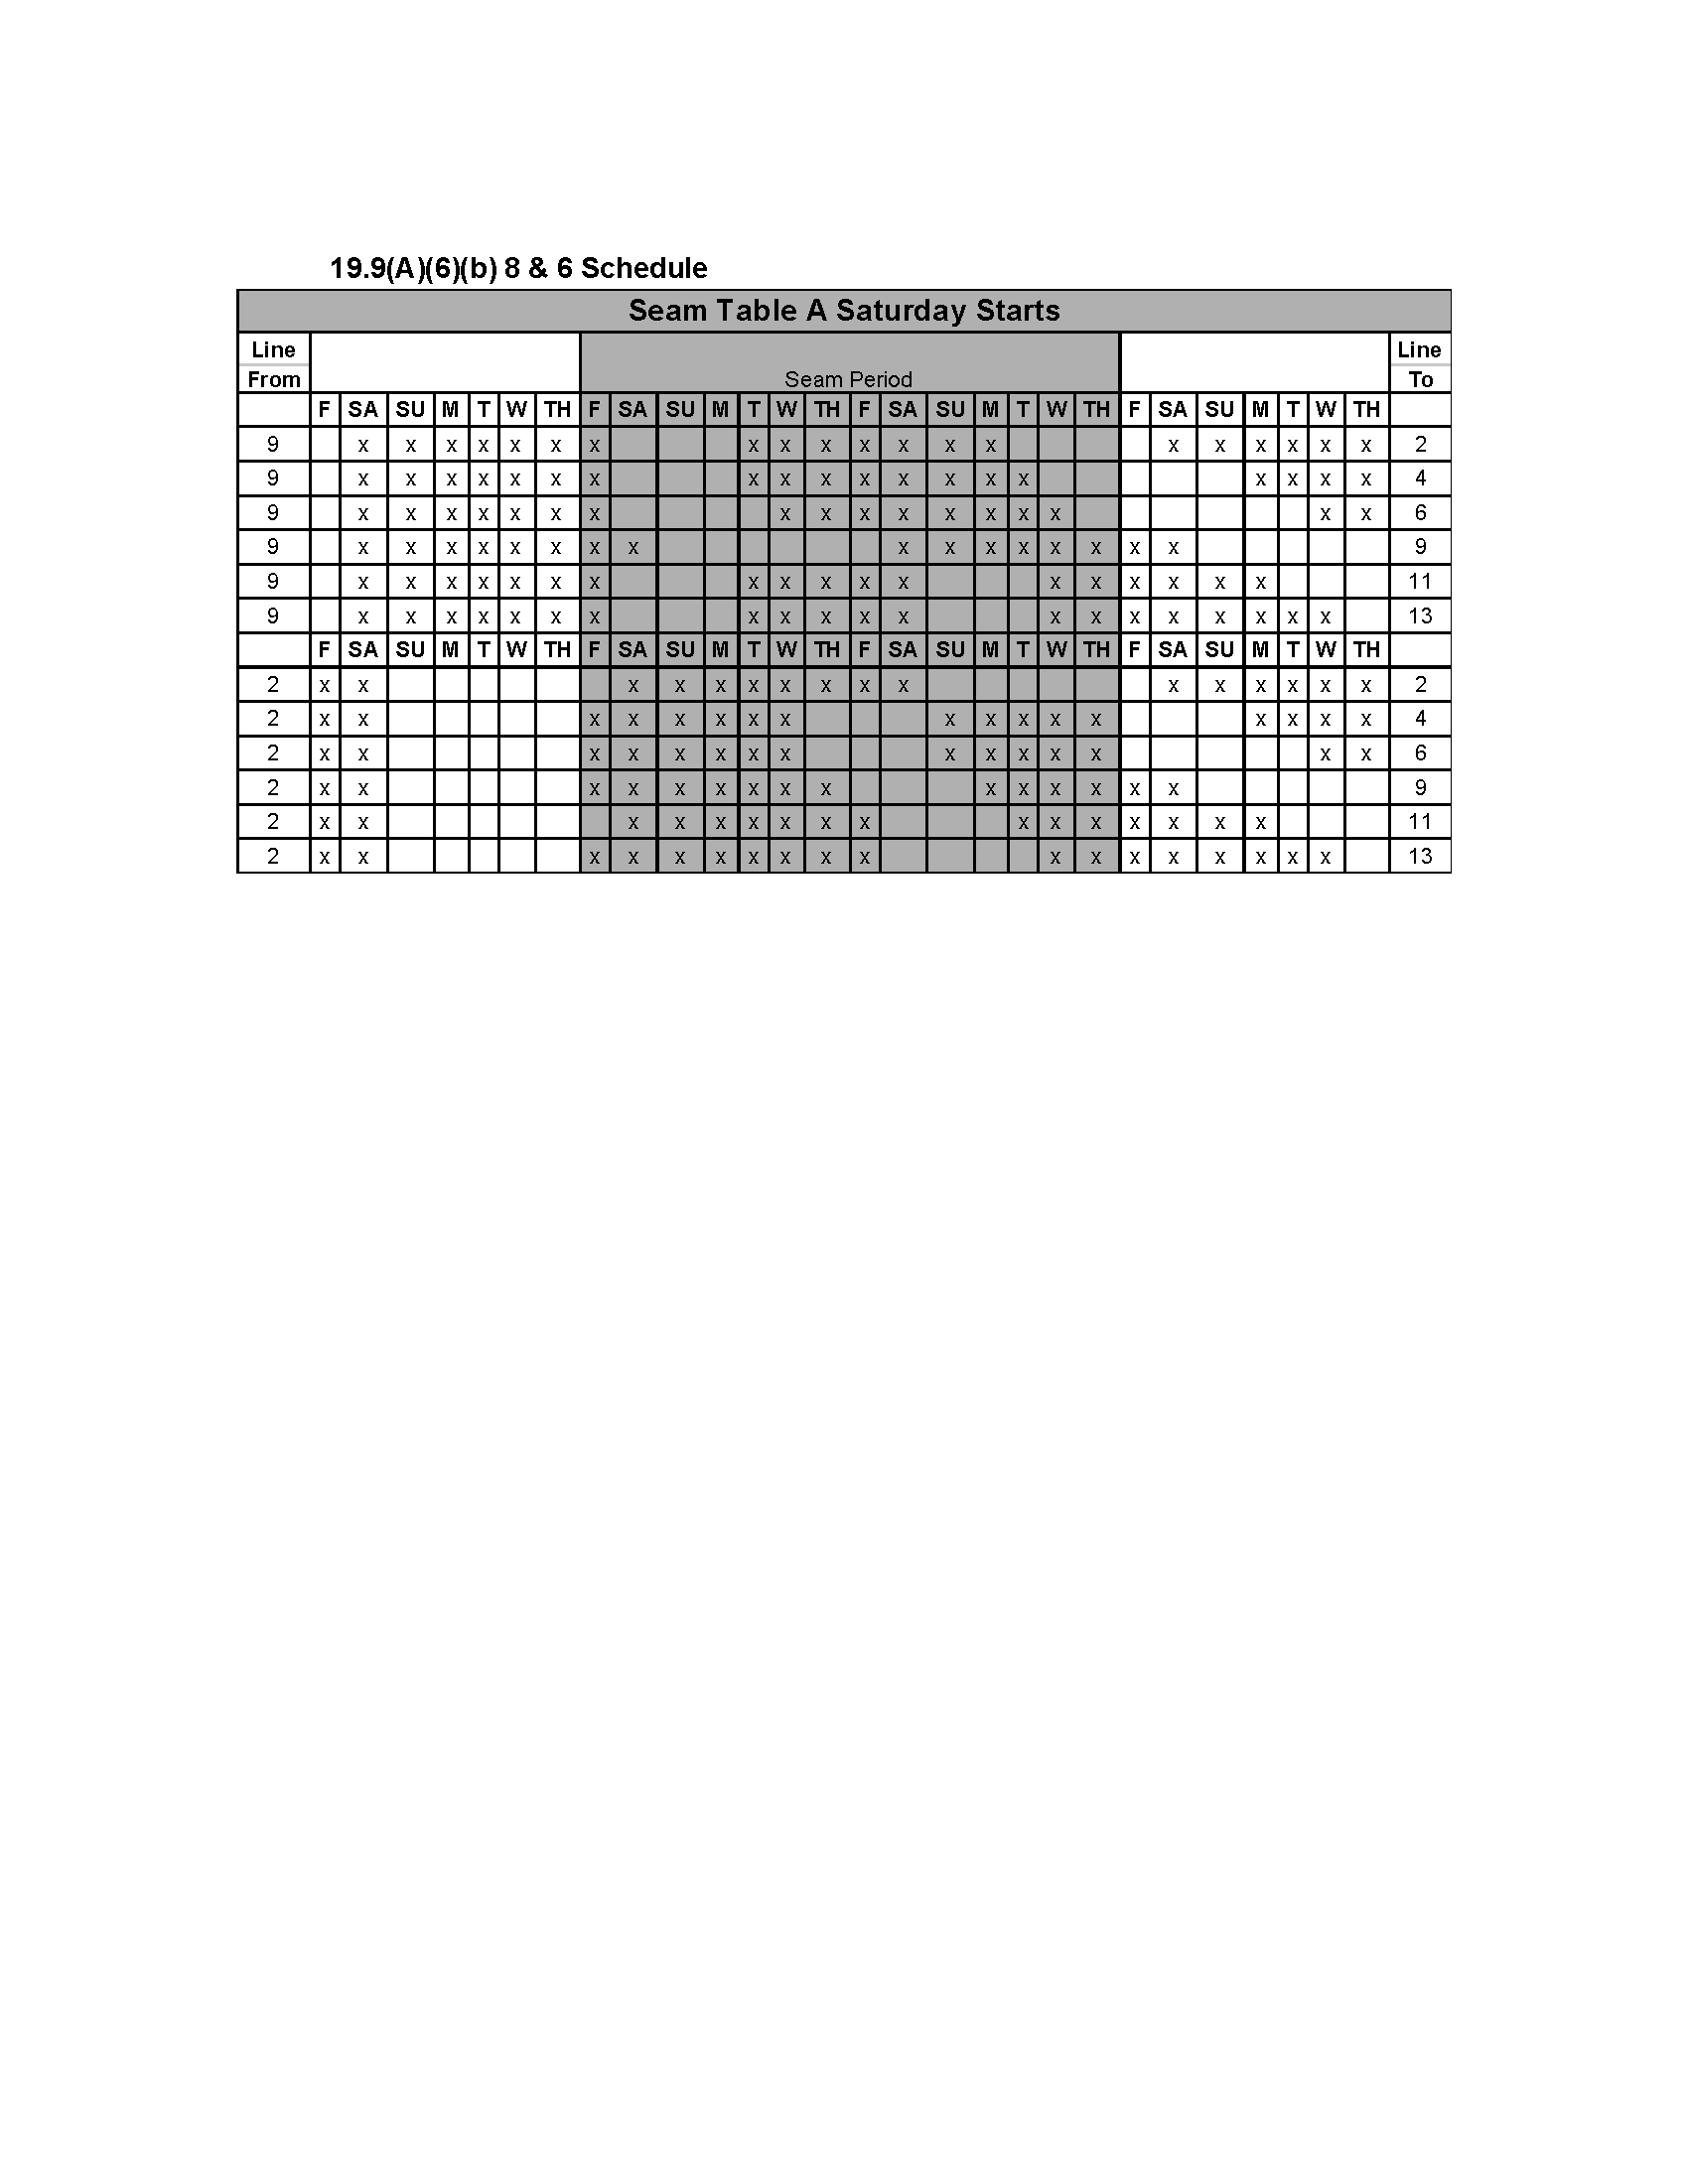 19.9(A)(6)(b) 8 & 6 Schedule
Seam Table A Saturday Starts
Line Line
From Seam Period To
F SA SU M T W TH F SA SU M T W TH F SA SU M T W TH F SA SU M T W TH
9 x x x x x x x x x x x x x x x x x x x x 2
9 x x x x x x x x x x x x x x x x x x x 4
9 x x x x x x x x x x x x x x x x x 6
9 x x x x x x x x x x x x x x x x 9
9 x x x x x x x x x x x x x x x x x x 11
9 x x x x x x x x x x x x x x x x x x x x 13
F SA SU M T W TH F SA SU M T W TH F SA SU M T W TH F SA SU M T W TH
2 x x x x x x x x x x x x x x x x 2
2 x x x x x x x x x x x x x x x x x 4
2 x x x x x x x x x x x x x x x 6
2 x x x x x x x x x x x x x x x 9
2 x x x x x x x x x x x x x x x x x 11
2 x x x x x x x x x x x x x x x x x x 13